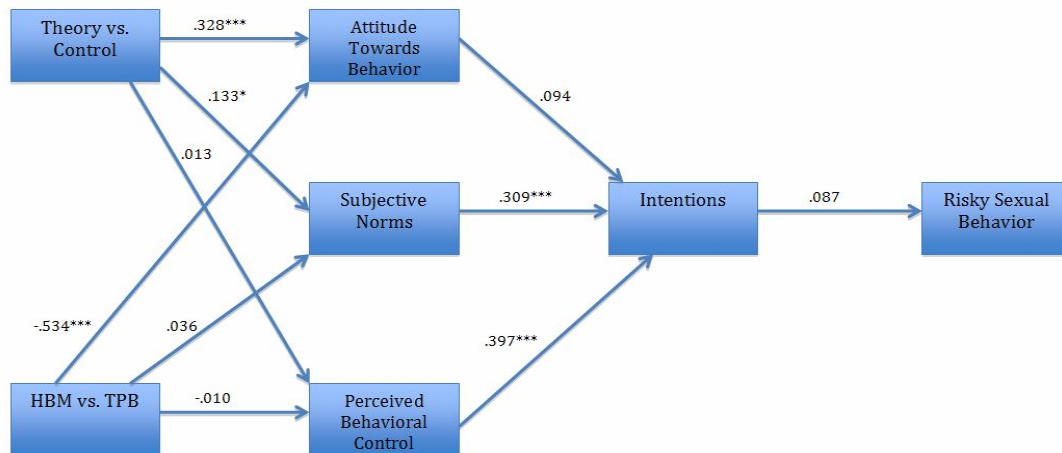 Theory vs.
Control
.328***
Attitude
Towards
Behavior
.094
.133*
.013
Subjective
Norms
.309***
Intentions
.087
Risky Sexual
Behavior
-.534***
.036
.397***
HBM vs. TPB
-.010
Perceived
Behavioral
Control